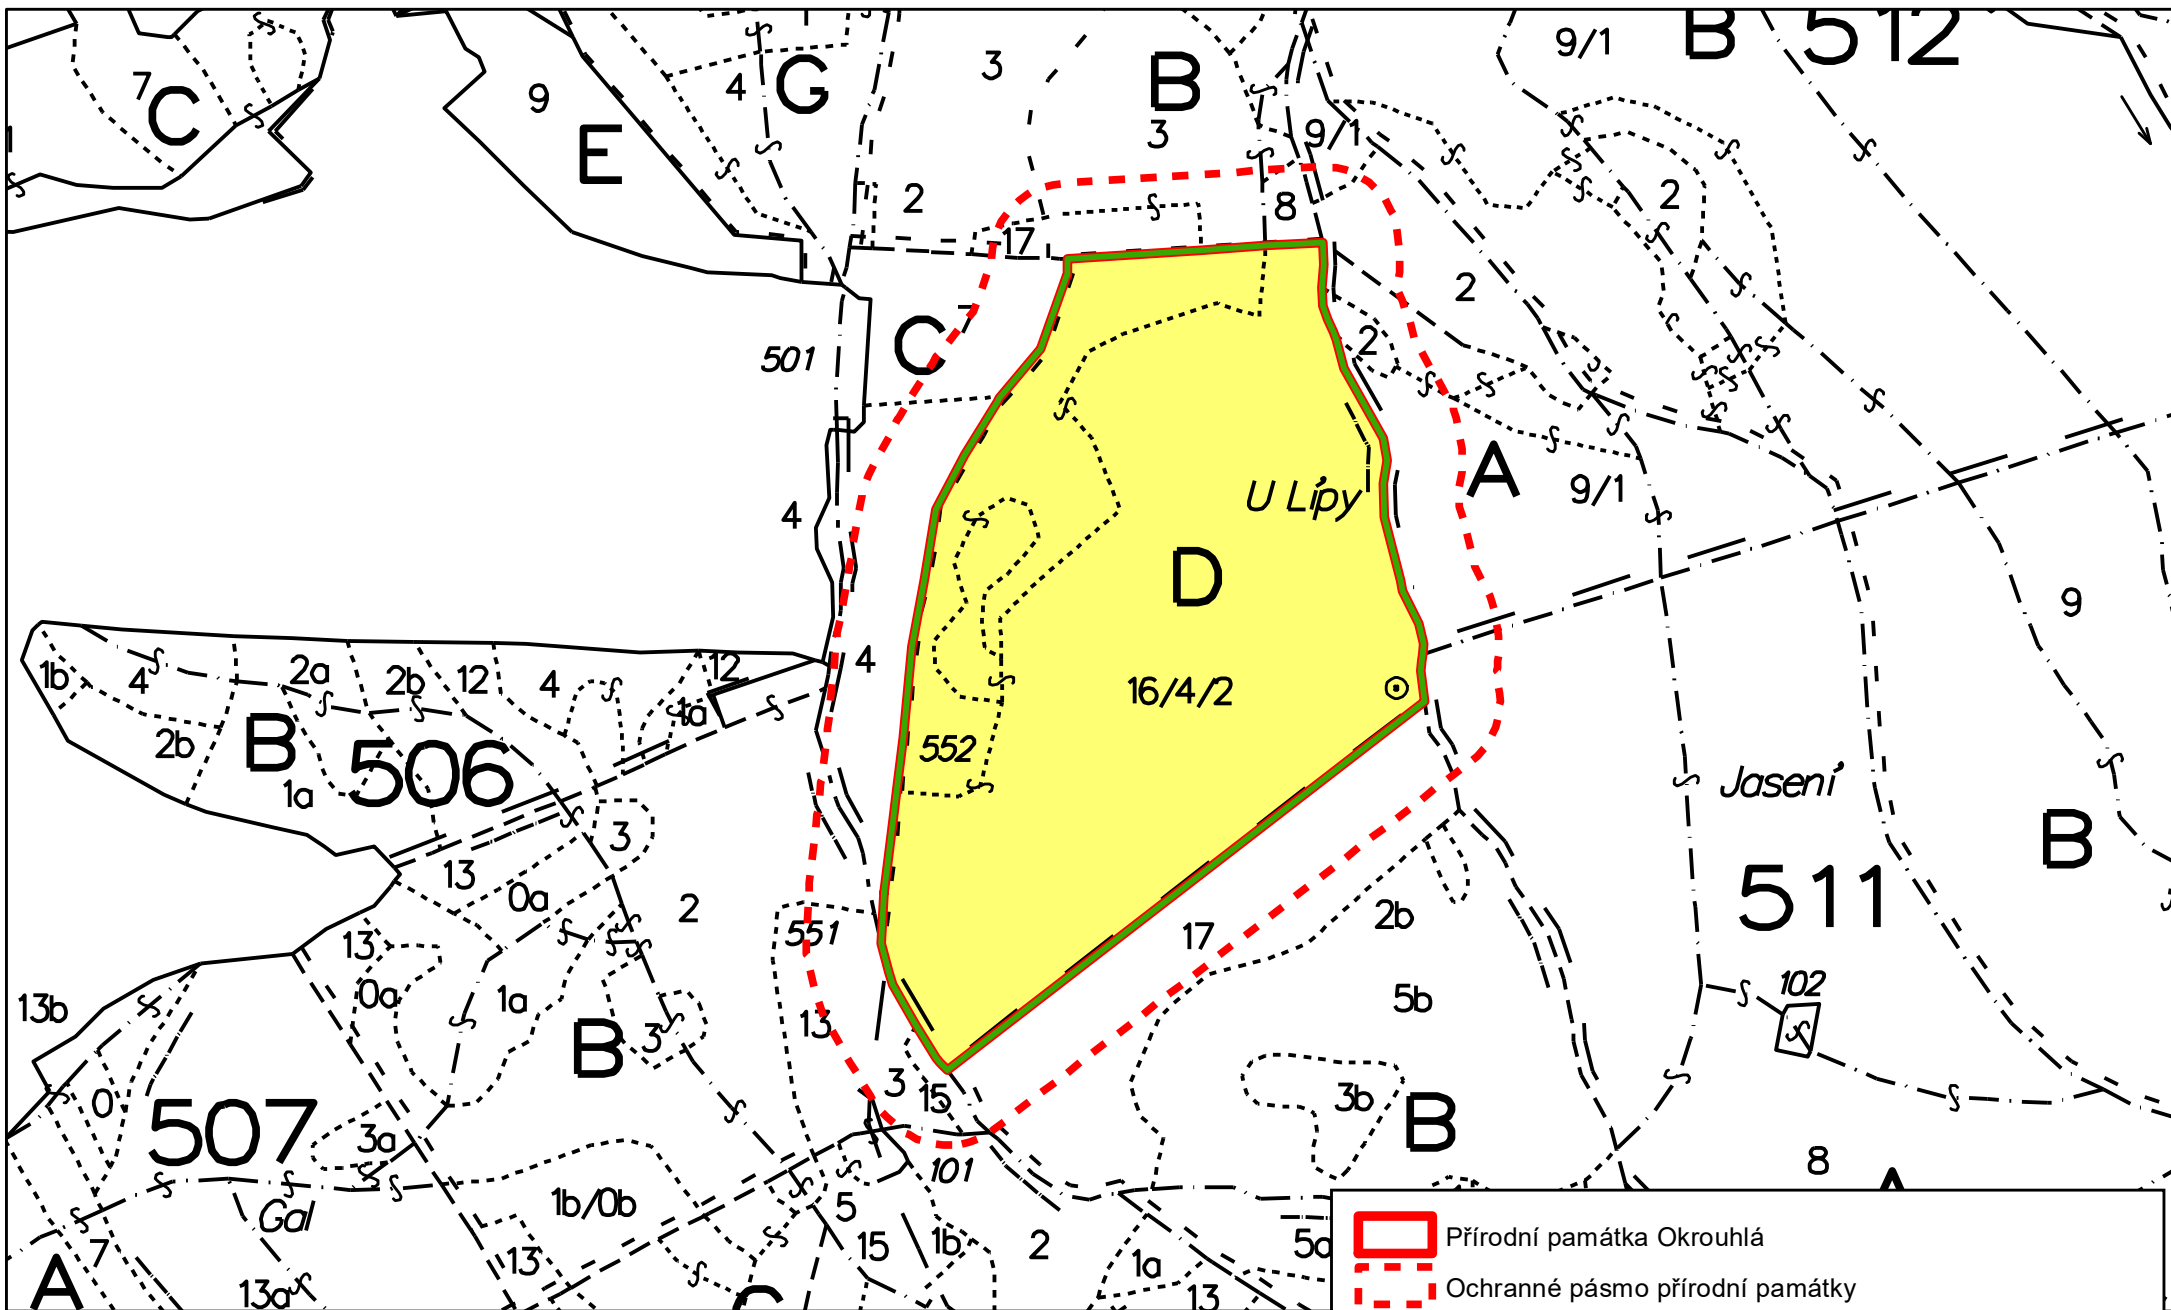 B 512
9/1
7
C
9
4
G
3
B
3
9/1
E
2
2
8
17
2
7
C
2
501
U Lípy
A
9/1
4
D
9
4
16/4/2
1b
4
2a
2b
12
4
12
1a
2b
B
506
1a
552
Jasení
B
3
13
0a
2
551
17
2b
511
13
13b
0a
1a
13
5b
102
B
3
3
15
3b
B
0
507
3a
101
8
A
1b/0b
5
Gal
7
A
13a
13
15
1b
2
1a
13
C
Přírodní památka Okrouhlá
Ochranné pásmo přírodní památky